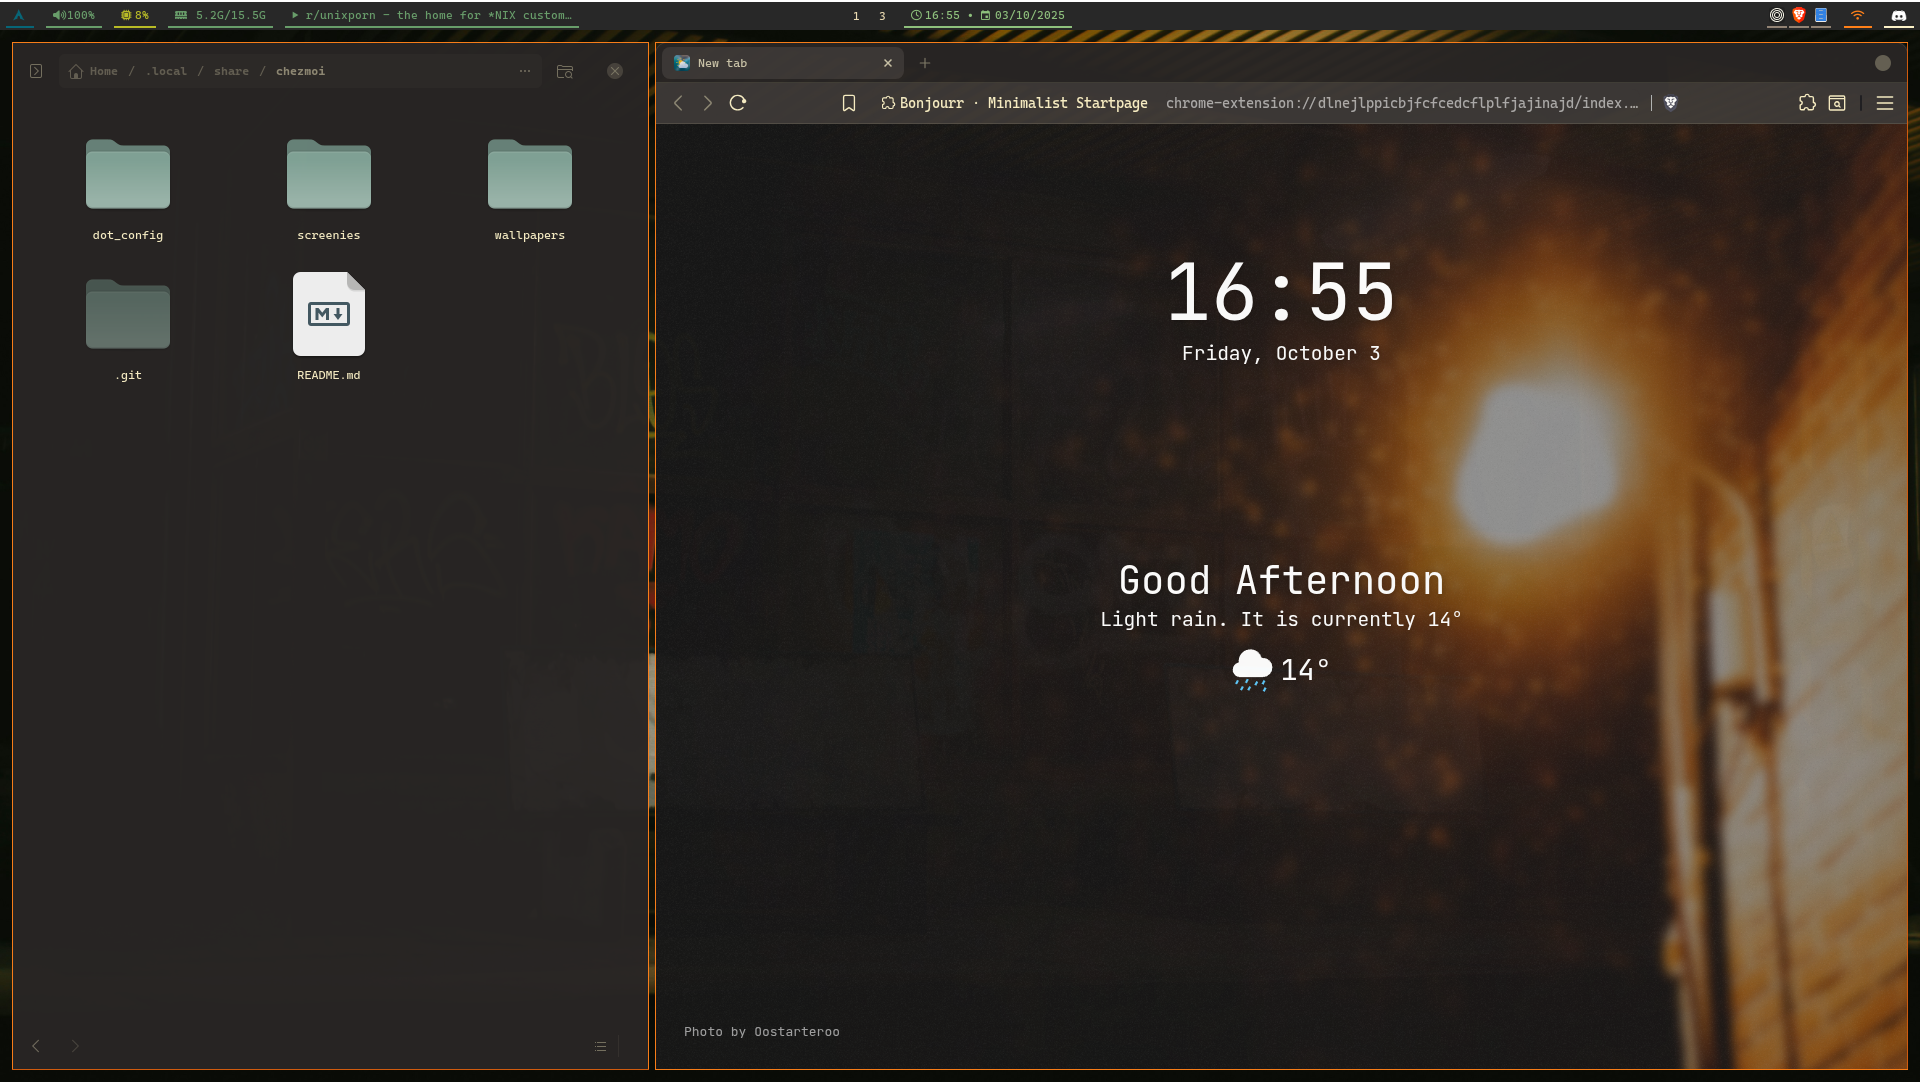 100% 8% 5.2G/15.5G r/unixporn – the home for *NIX custom…
1 3
16:55 • 03/10/2025
Home / .local / share / chezmoi
dot_config
screenies
wallpapers
.git
README.md
New tab
Bonjourr · Minimalist Startpage chrome-extension://dlnejlppicbjfcfcedcflplfjajinajd/index.…
16:55
Friday, October 3
Good Afternoon
Light rain. It is currently 14°
14°
Photo by Oostarteroo